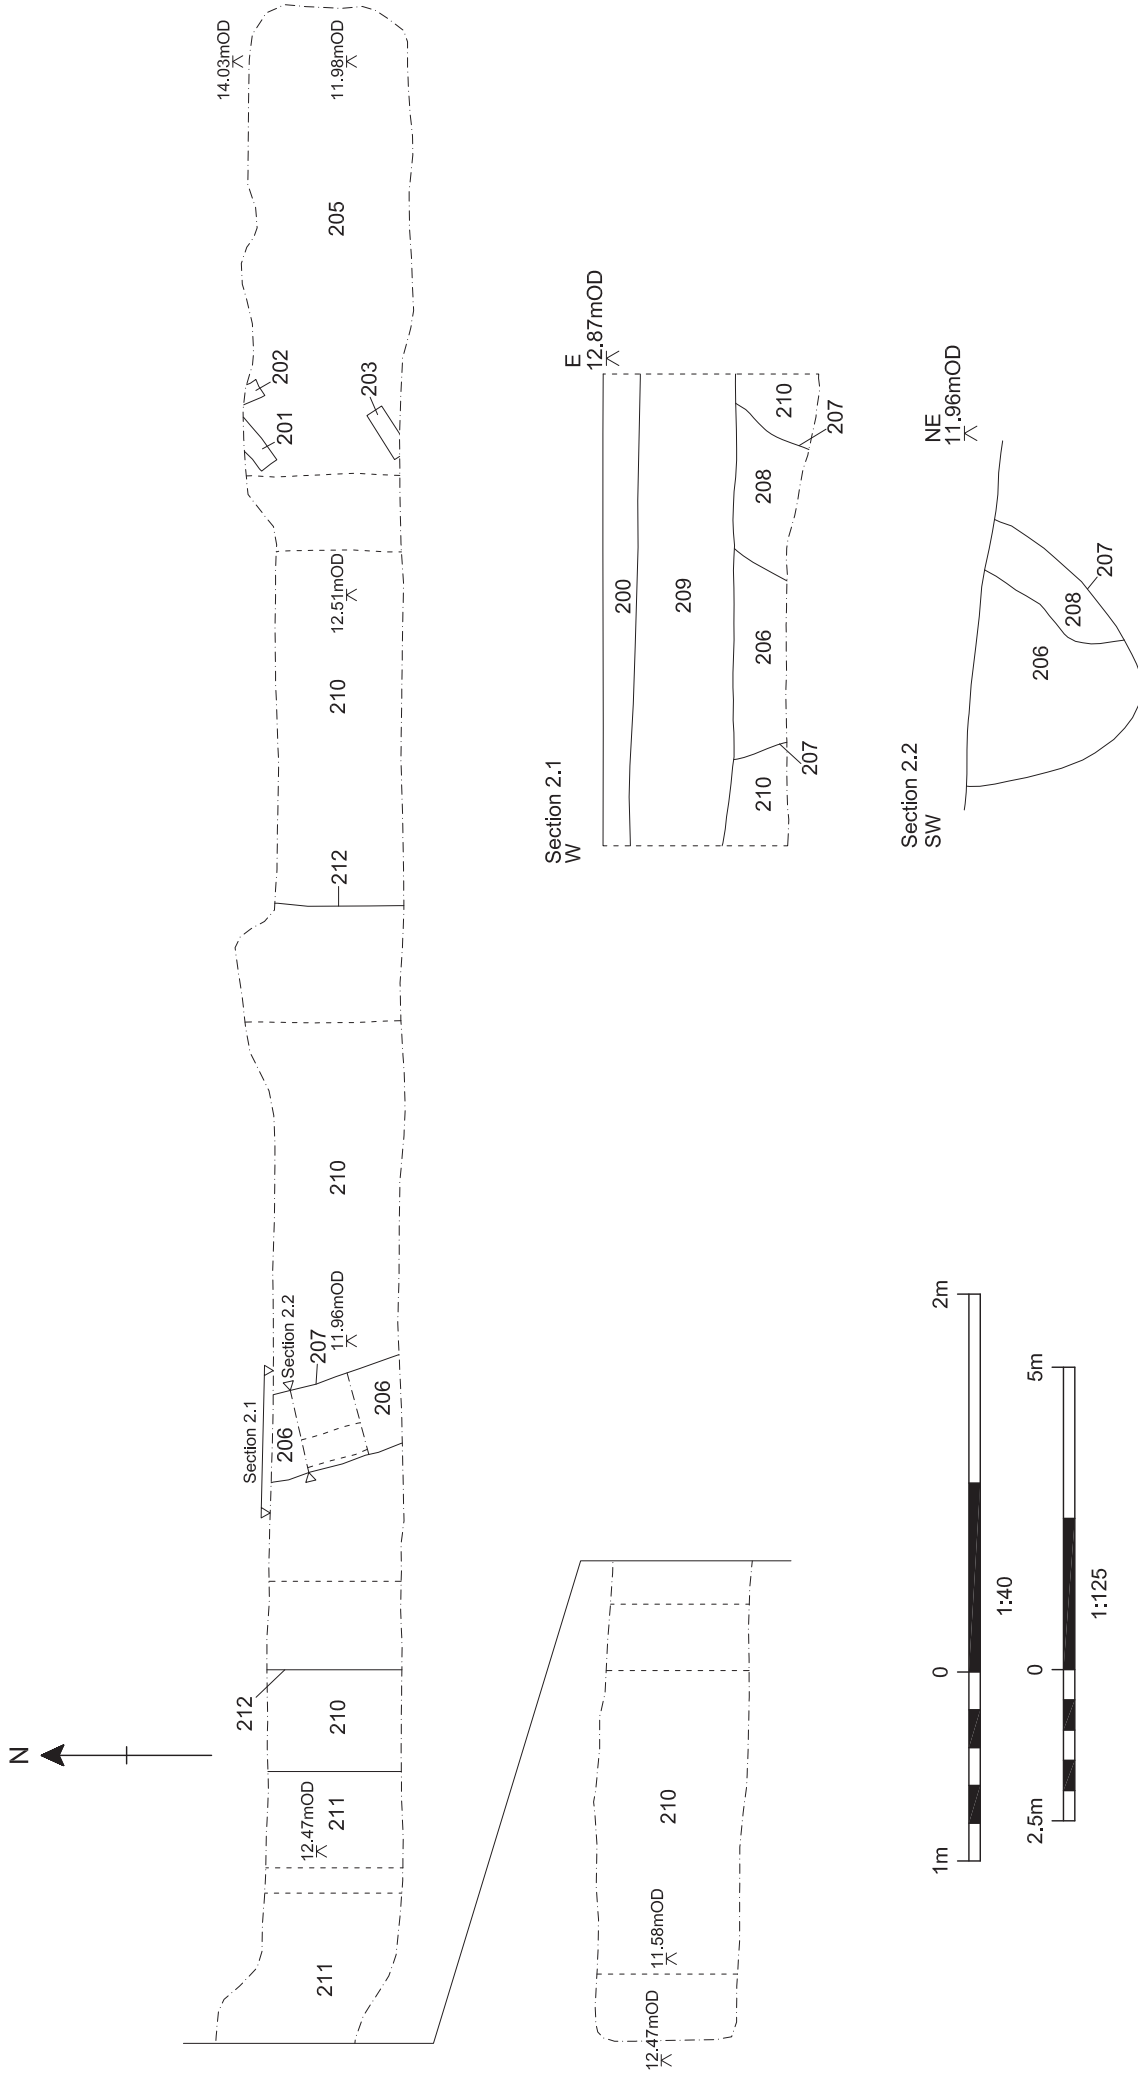 N
14.03mOD
11.98mOD
205
202
201
203
12.51mOD
210
212
210
Section 2.1
Section 2.2
207
11.96mOD
206
206
212
210
12.47mOD
211
211
210
11.58mOD
12.47mOD
Section 2.1
W
E
12.87mOD
200
209
210
207
208
206
207
210
Section 2.2
SW
NE
11.96mOD
206
208
207
1m
0
2m
1:40
2.5m
0
5m
1:125